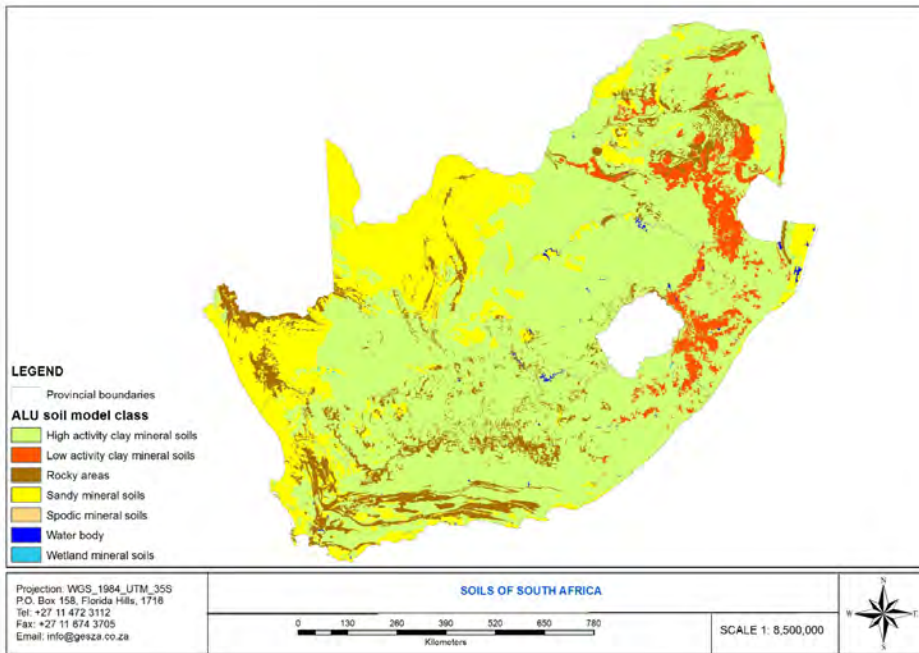 LEGEND
Provincial boundaries
ALU soil model class
High activity clay mineral soils
Low activity clay mineral soils
Rocky areas
Sandy mineral soils
Spodic mineral soils
Water body
Wetland mineral soils
Projection: WGS_1984_UTM_35S
P.O. Box 158, Florida Hills, 1716
Tel: +27 11 472 3112
Fax: +27 11 674 3705
Email: info@gesza.co.za
SOILS OF SOUTH AFRICA
0 130 260 390 520 650 780
Kilometers
SCALE 1: 8,500,000
N
W E
S